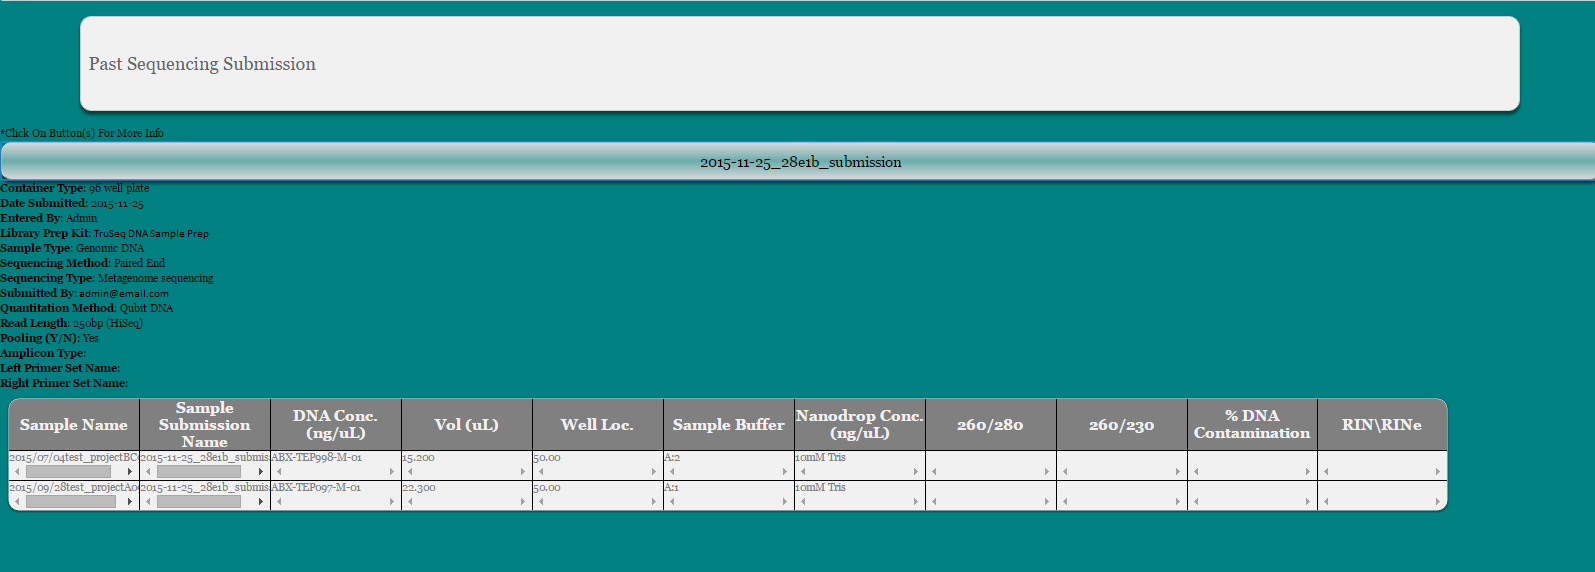 Past Sequencing Submission
*Click On Button(s) For More Info
2015-11-25_28e1b_submission
Container Type: 96 well plate
Date Submitted: 2015-11-25
Entered By: Admin
Library Prep Kit: TruSeq DNA Sample Prep
Sample Type: Genomic DNA
Sequencing Method: Paired End
Sequencing Type: Metagenome sequencing
Submitted By: admin@email.com
Quantitation Method: Qubit DNA
Read Length: 250bp (HiSeq)
Pooling (Y/N): Yes
Amplicon Type:
Left Primer Set Name:
Right Primer Set Name:
Sample Name Sample Submission Name DNA Conc. (ng/uL) Vol (uL) Well Loc. Sample Buffer Nanodrop Conc. (ng/uL) 260/280 260/230 % DNA Contamination RIN\RINe
2015/07/04test_projectBC 2015-11-25_28e1b_submis ABX-TEP998-M-01 15.200 50.00 A:2 10mM Tris
2015/09/28test_projectAo 2015-11-25_28e1b_submis ABX-TEP097-M-01 22.300 50.00 A:1 10mM Tris